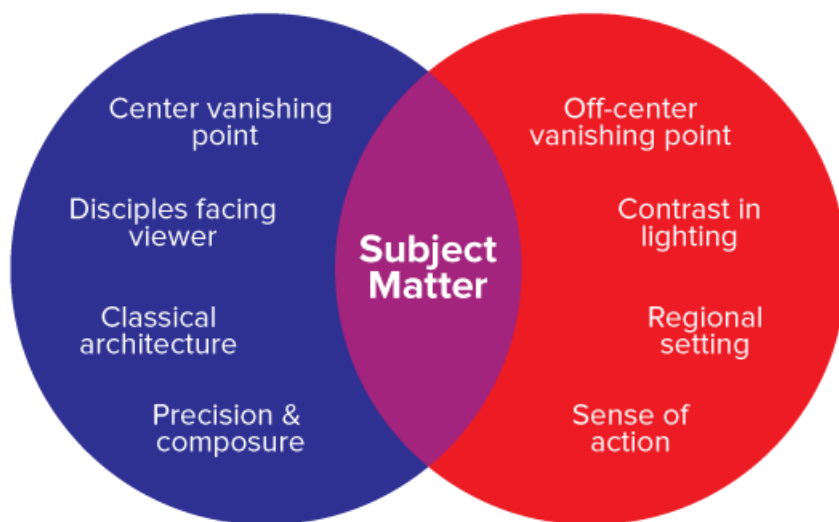 Center vanishing
point
Disciples facing
viewer
Classical
architecture
Precision &
composure
Subject
Matter
Off-center
vanishing point
Contrast in
lighting
Regional
setting
Sense of
action